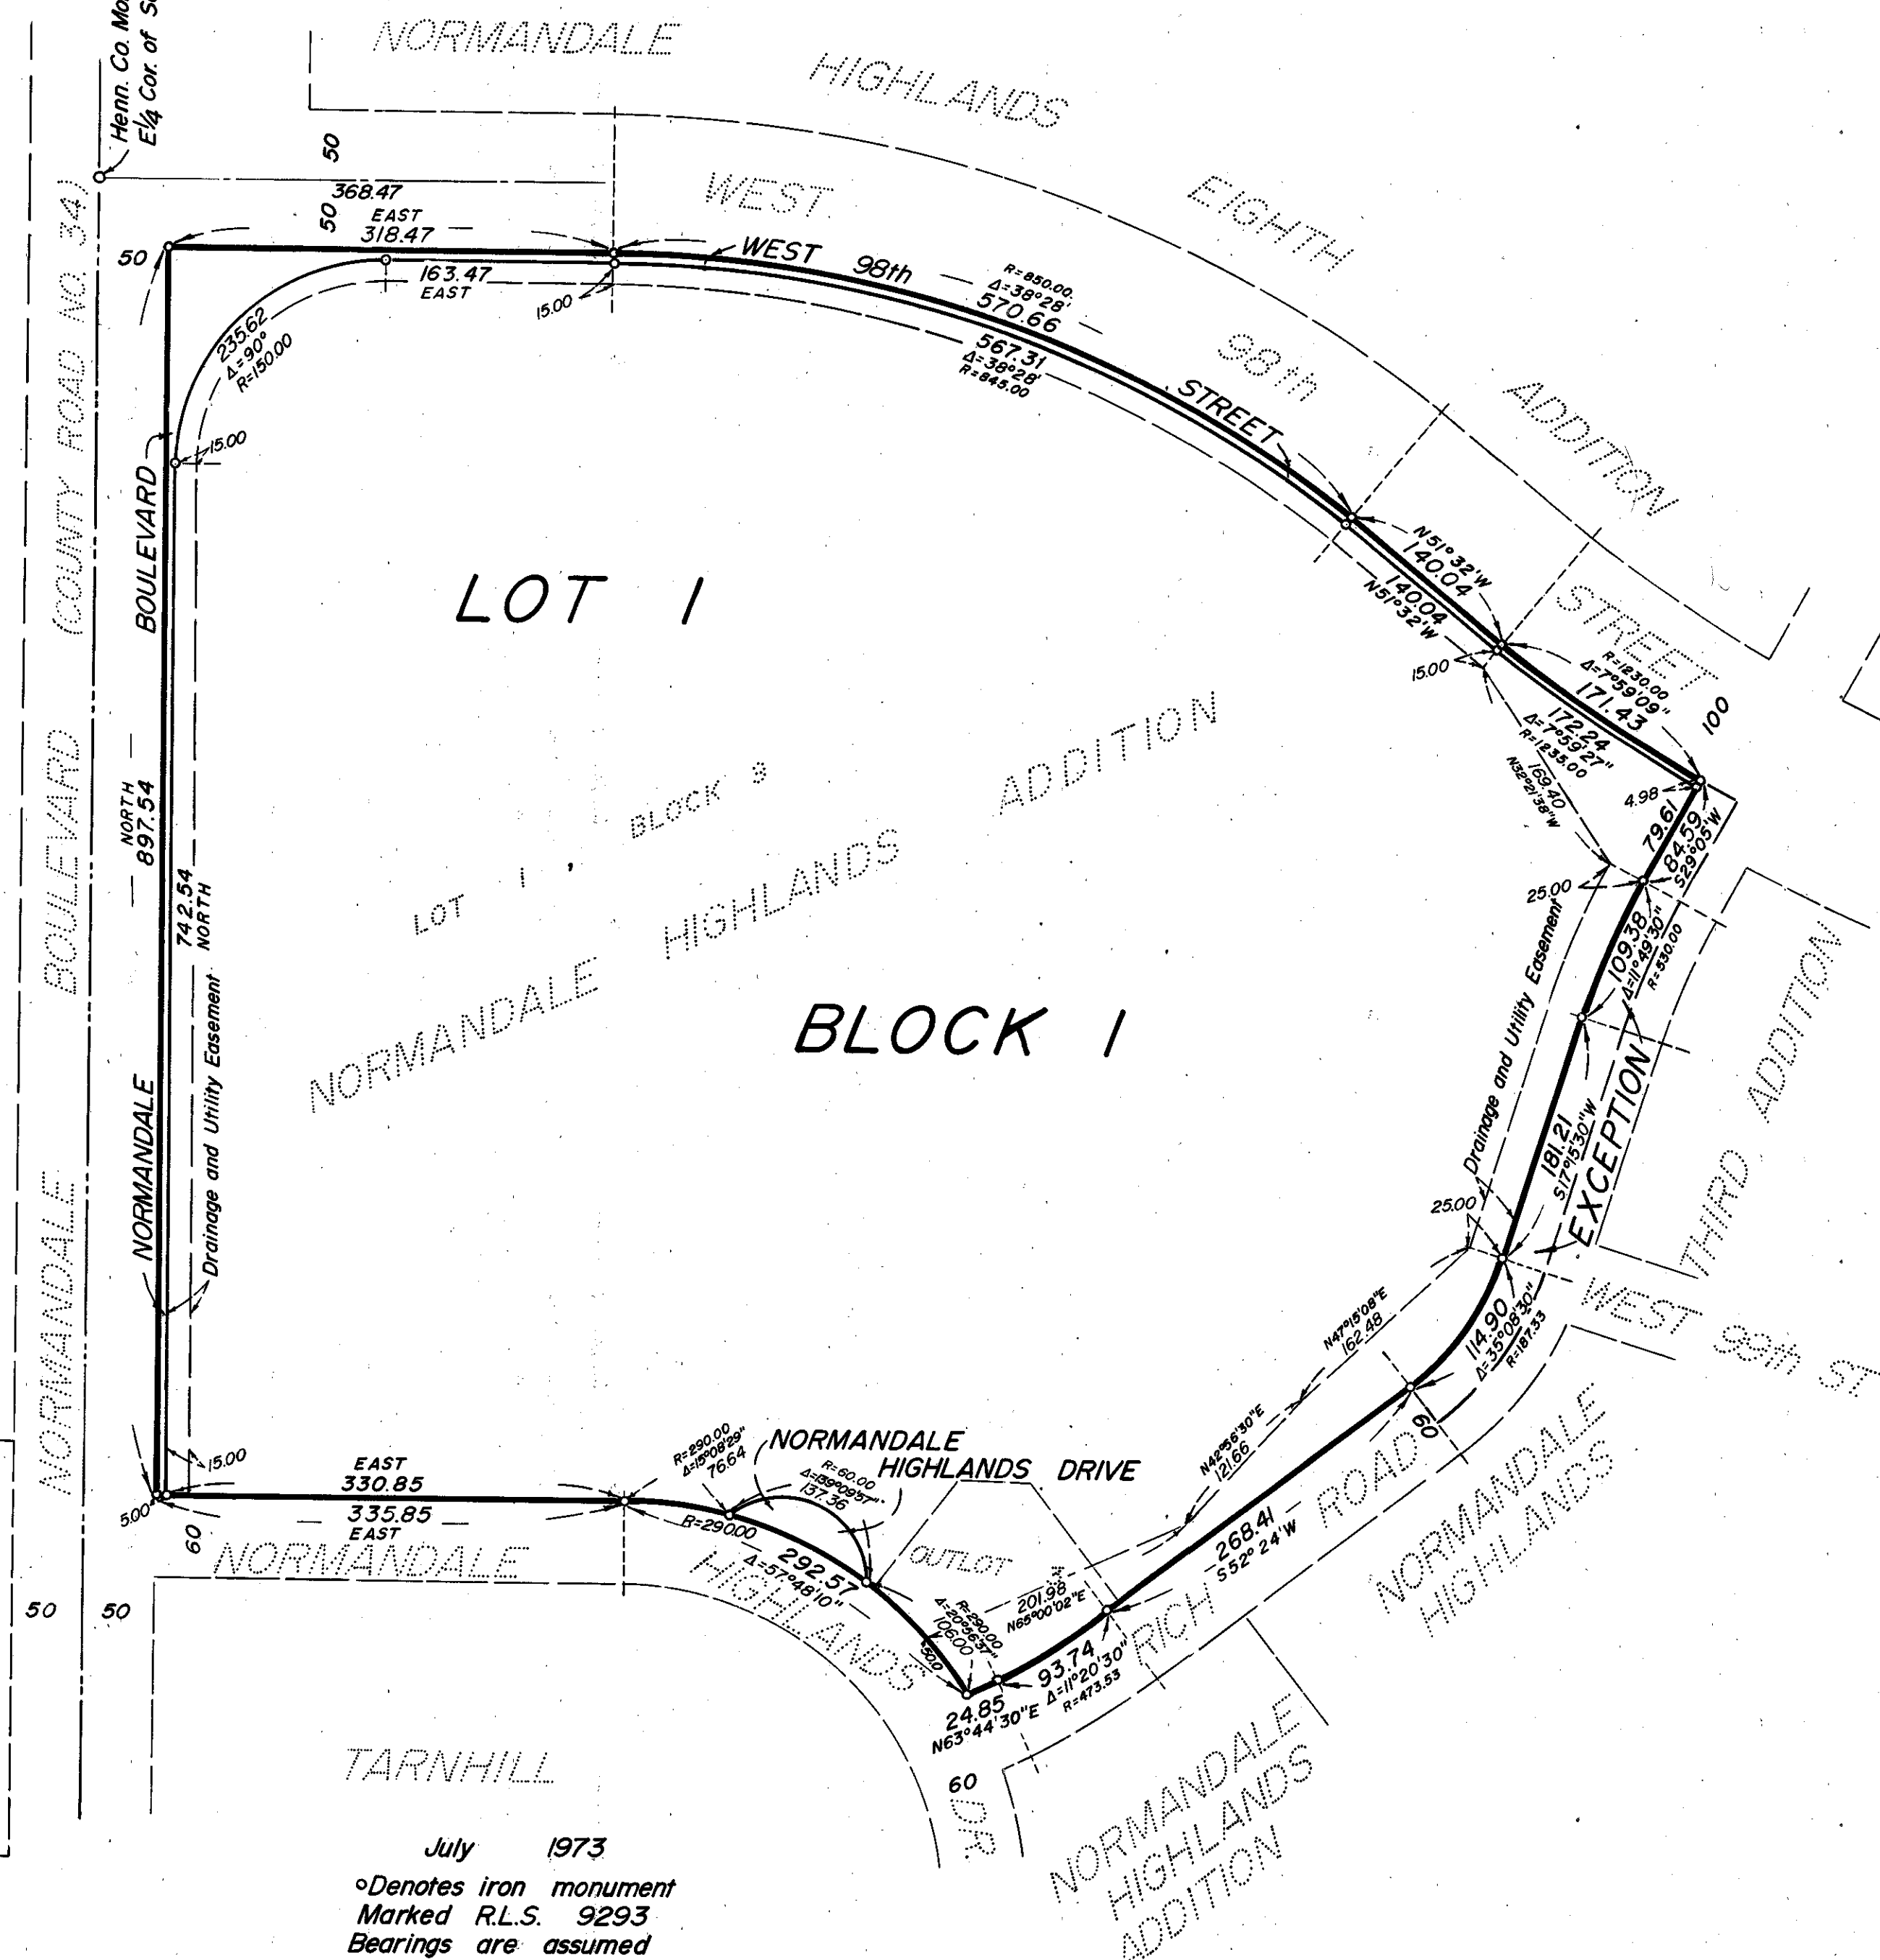 Henn. Co. Mo
E¼ Cor. of S
NORMANDALE
HIGHLANDS
EIGHTH
ADDITION
WEST
98th
STREET
50
368.47
50
EAST
318.47
50
163.47
EAST
15.00
235.62
Δ=90°
R=150.00
15.00
WEST 98th
STREET
R=850.00
Δ=38°28'
570.66
567.31
Δ=38°28'
R=845.00
N51°32'W
140.04
140.04
N51°32'W
15.00
R=1230.00
Δ=7°59'09"
171.43
172.24
Δ=7°59'27"
R=1235.00
100
169.40
N32°21'38"W
4.98
79.61
84.59
S29°05'W
25.00
109.38
Δ=11°49'30"
R=530.00
181.21
S17°15'30"W
EXCEPTION
Drainage and Utility Easement
25.00
THIRD ADDITION
WEST 99th ST
114.90
Δ=35°08'30"
R=187.33
60
NORMANDALE BOULEVARD (COUNTY ROAD NO. 34)
NORMANDALE BOULEVARD
NORTH
897.54
742.54
NORTH
Drainage and Utility Easement
LOT 1
BLOCK 1
LOT 1 , BLOCK 3
NORMANDALE HIGHLANDS ADDITION
N47°15'08"E
162.48
N42°56'30"E
121.66
268.41
S52°24'W
RICH ROAD
NORMANDALE
HIGHLANDS
15.00
5.00
60
EAST
330.85
335.85
EAST
R=290.00
Δ=15°08'29"
76.64
NORMANDALE
HIGHLANDS DRIVE
R=60.00
Δ=139°09'57"
137.36
R=290.00
292.57
Δ=57°48'10"
OUTLOT
201.98
N65°00'02"E
R=290.00
Δ=20°56'37"
106.00
50.0
93.74
Δ=11°20'30"
R=473.53
24.85
N63°44'30"E
NORMANDALE
HIGHLANDS
DR.
60
50
50
TARNHILL
NORMANDALE
HIGHLANDS
ADDITION
July 1973
∘Denotes iron monument
Marked R.L.S. 9293
Bearings are assumed